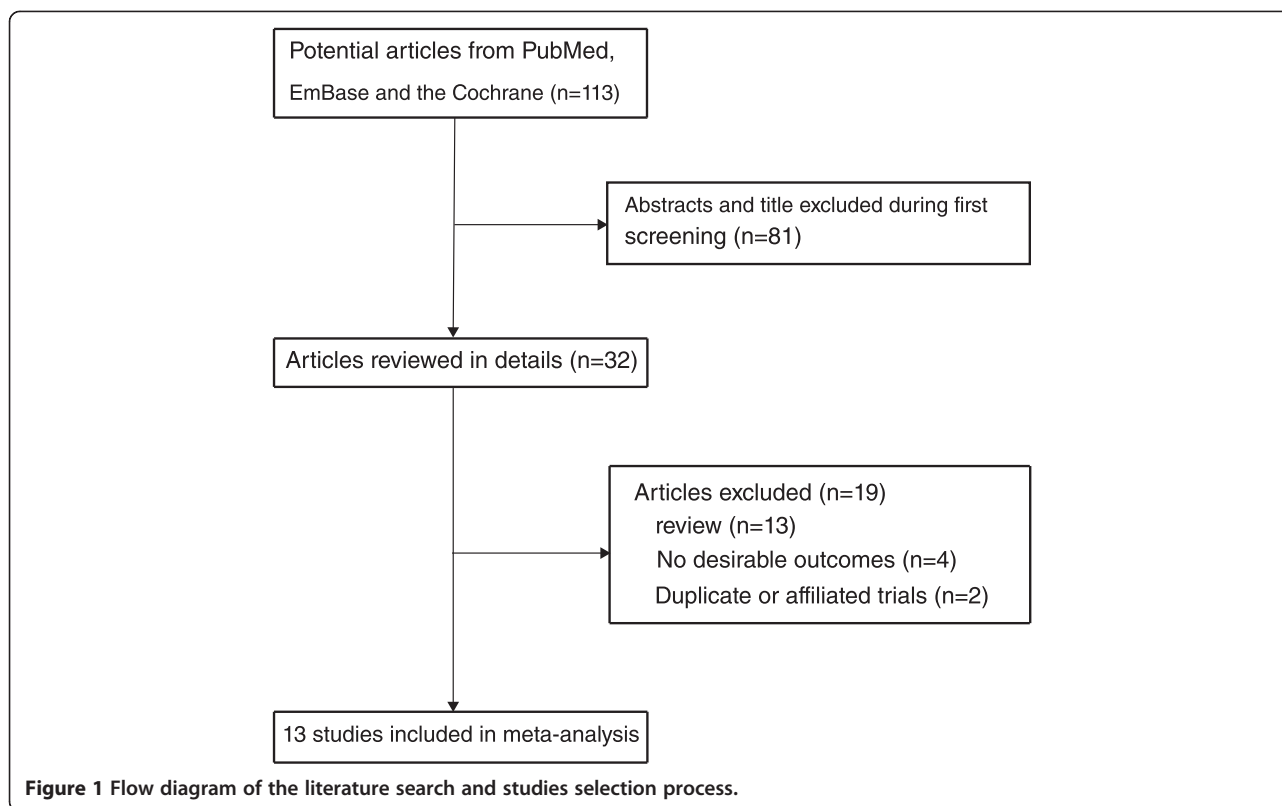 Potential articles from PubMed,
EmBase and the Cochrane (n=113)
Abstracts and title excluded during first
screening (n=81)
Articles reviewed in details (n=32)
Articles excluded (n=19)
review (n=13)
No desirable outcomes (n=4)
Duplicate or affiliated trials (n=2)
13 studies included in meta-analysis
Figure 1 Flow diagram of the literature search and studies selection process.